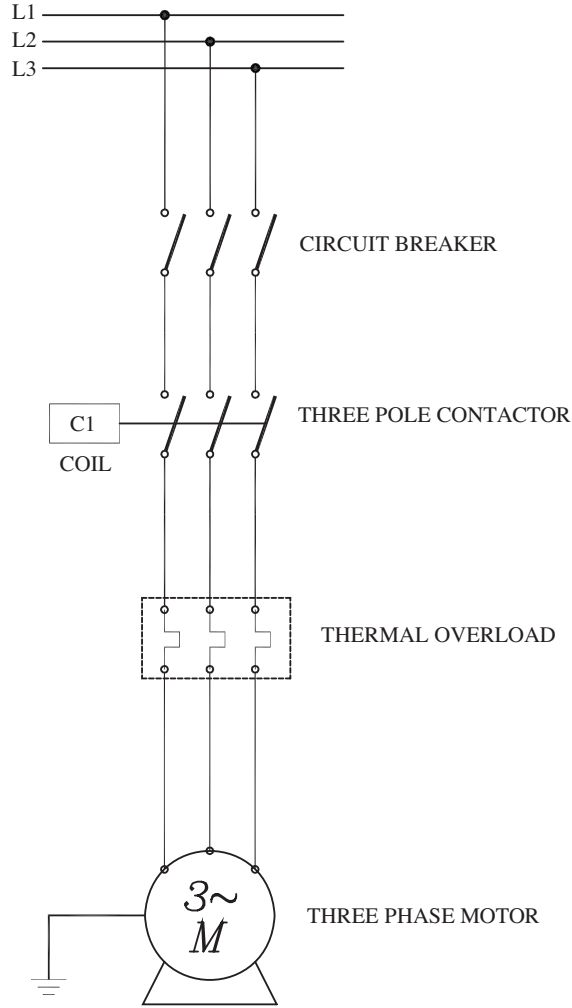 L1
L2
L3
CIRCUIT BREAKER
THREE POLE CONTACTOR
C1
COIL
THERMAL OVERLOAD
3~
M
THREE PHASE MOTOR